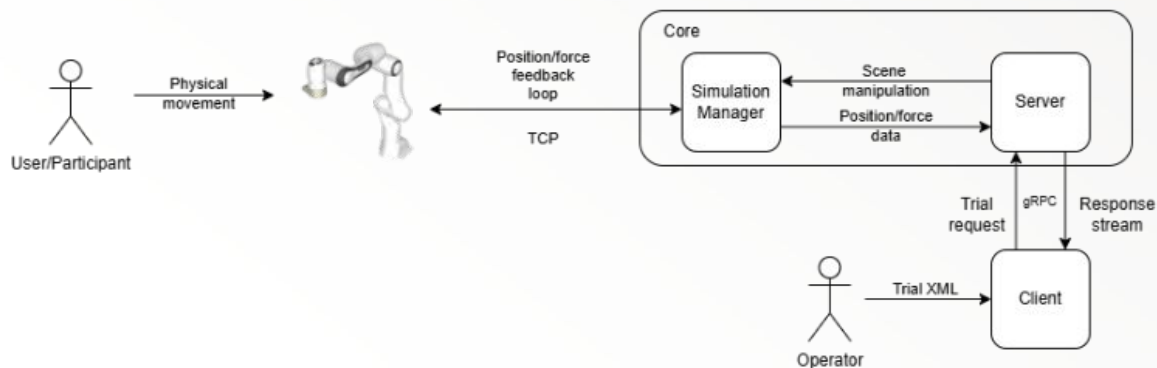 Core
Position/force
feedback
loop
TCP
Physical
movement
User/Participant
Simulation
Manager
Scene
manipulation
Position/force
data
Server
Trial
request
gRPC
Response
stream
Trial XML
Client
Operator